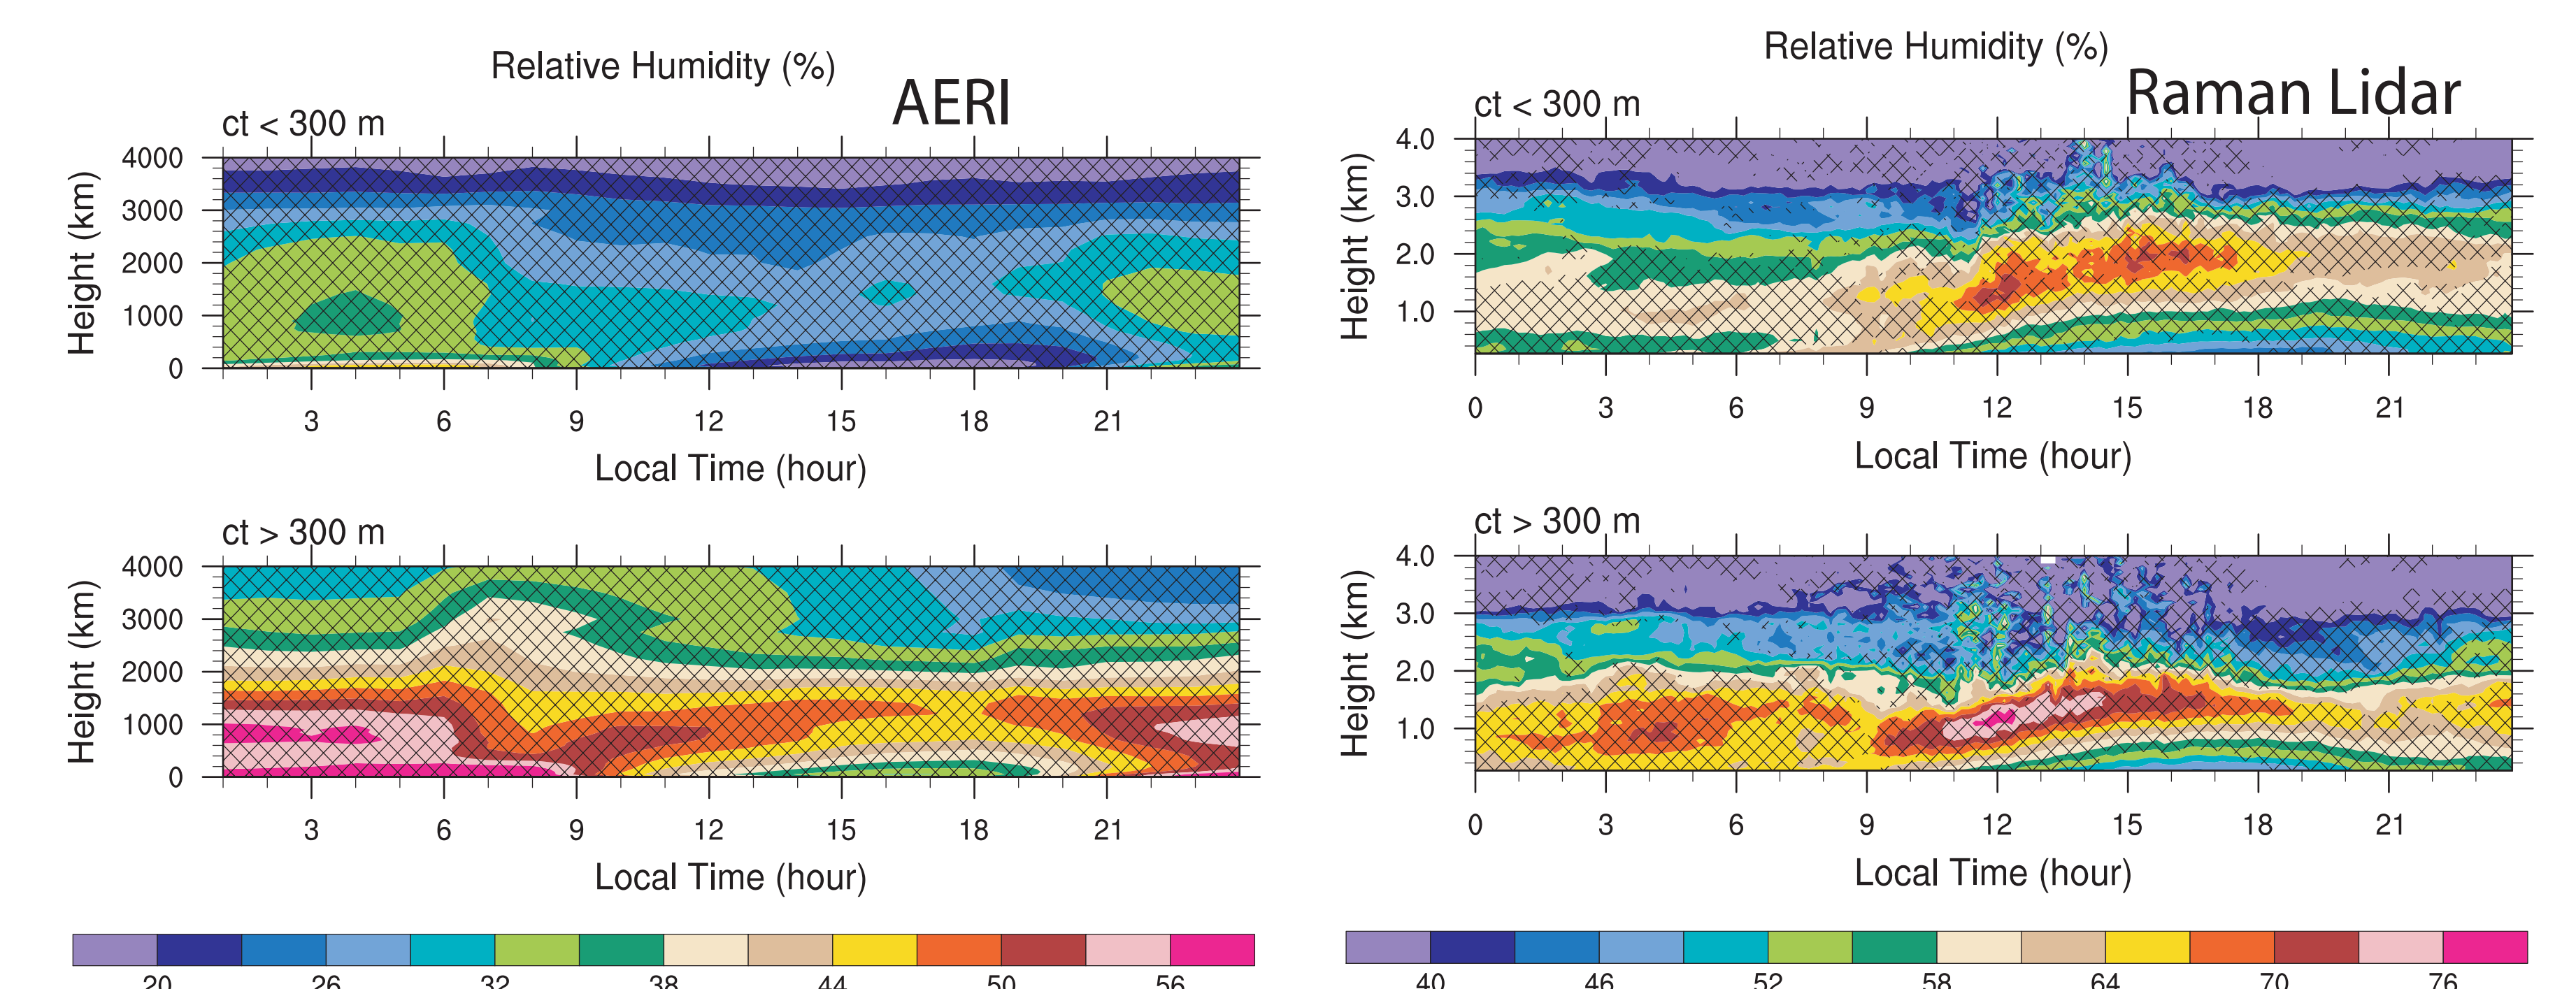 Relative Humidity (%)
AERI
ct < 300 m
4000
3000
2000
1000
0
Height (km)
3 6 9 12 15 18 21
Local Time (hour)
ct > 300 m
4000
3000
2000
1000
0
Height (km)
3 6 9 12 15 18 21
Local Time (hour)
20 26 32 38 44 50 56
Relative Humidity (%)
Raman Lidar
ct < 300 m
4.0
3.0
2.0
1.0
Height (km)
0 3 6 9 12 15 18 21
Local Time (hour)
ct > 300 m
4.0
3.0
2.0
1.0
Height (km)
0 3 6 9 12 15 18 21
Local Time (hour)
40 46 52 58 64 70 76